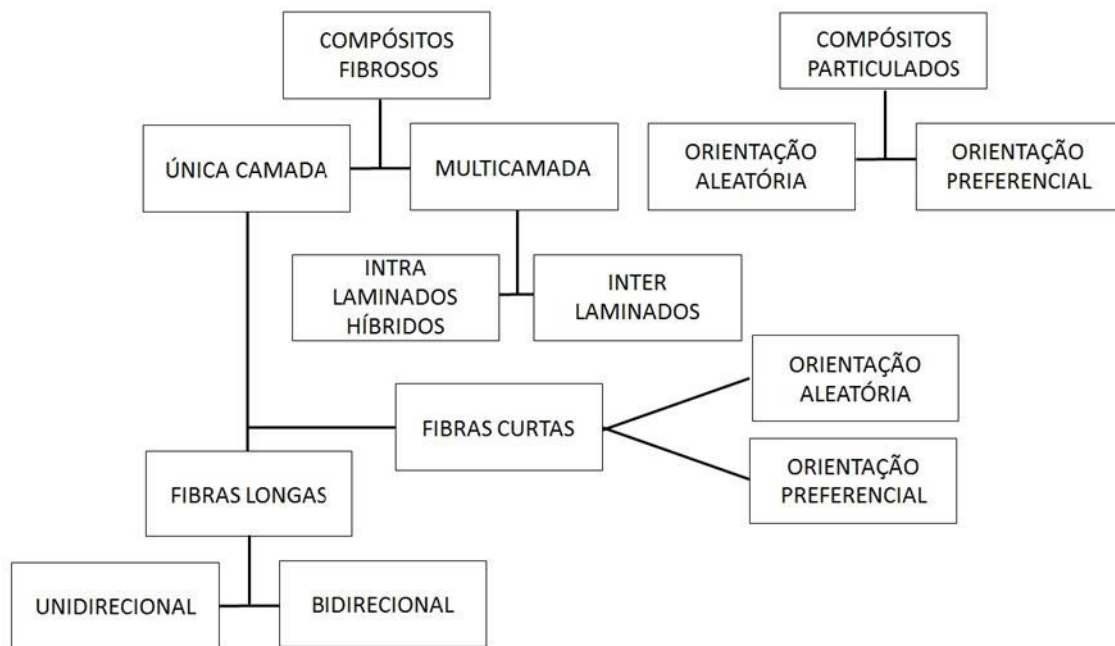 COMPÓSITOS
FIBROSOS
COMPÓSITOS
PARTICULADOS
ÚNICA CAMADA
MULTICAMADA
ORIENTAÇÃO
ALEATÓRIA
ORIENTAÇÃO
PREFERENCIAL
INTRA
LAMINADOS
HÍBRIDOS
INTER
LAMINADOS
ORIENTAÇÃO
ALEATÓRIA
FIBRAS CURTAS
ORIENTAÇÃO
PREFERENCIAL
FIBRAS LONGAS
UNIDIRECIONAL
BIDIRECIONAL